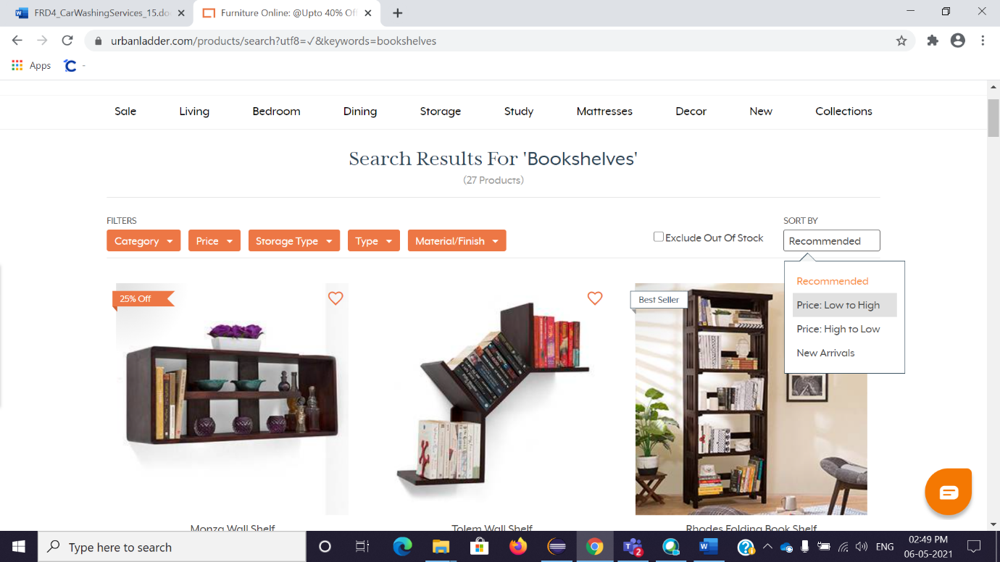 FRD4_CarWashingServices_15.do
Furniture Online: @Upto 40% Off
urbanladder.com/products/search?utf8=✓&keywords=bookshelves
Apps
Sale Living Bedroom Dining Storage Study Mattresses Decor New Collections
Search Results For 'Bookshelves'
(27 Products)
FILTERS
SORT BY
Category Price Storage Type Type Material/Finish
Exclude Out Of Stock
Recommended
Recommended
Price: Low to High
Price: High to Low
New Arrivals
25% Off
Best Seller
Monza Wall Shelf
Tolem Wall Shelf
Rhodes Folding Book Shelf
Type here to search
2
ENG
02:49 PM
06-05-2021